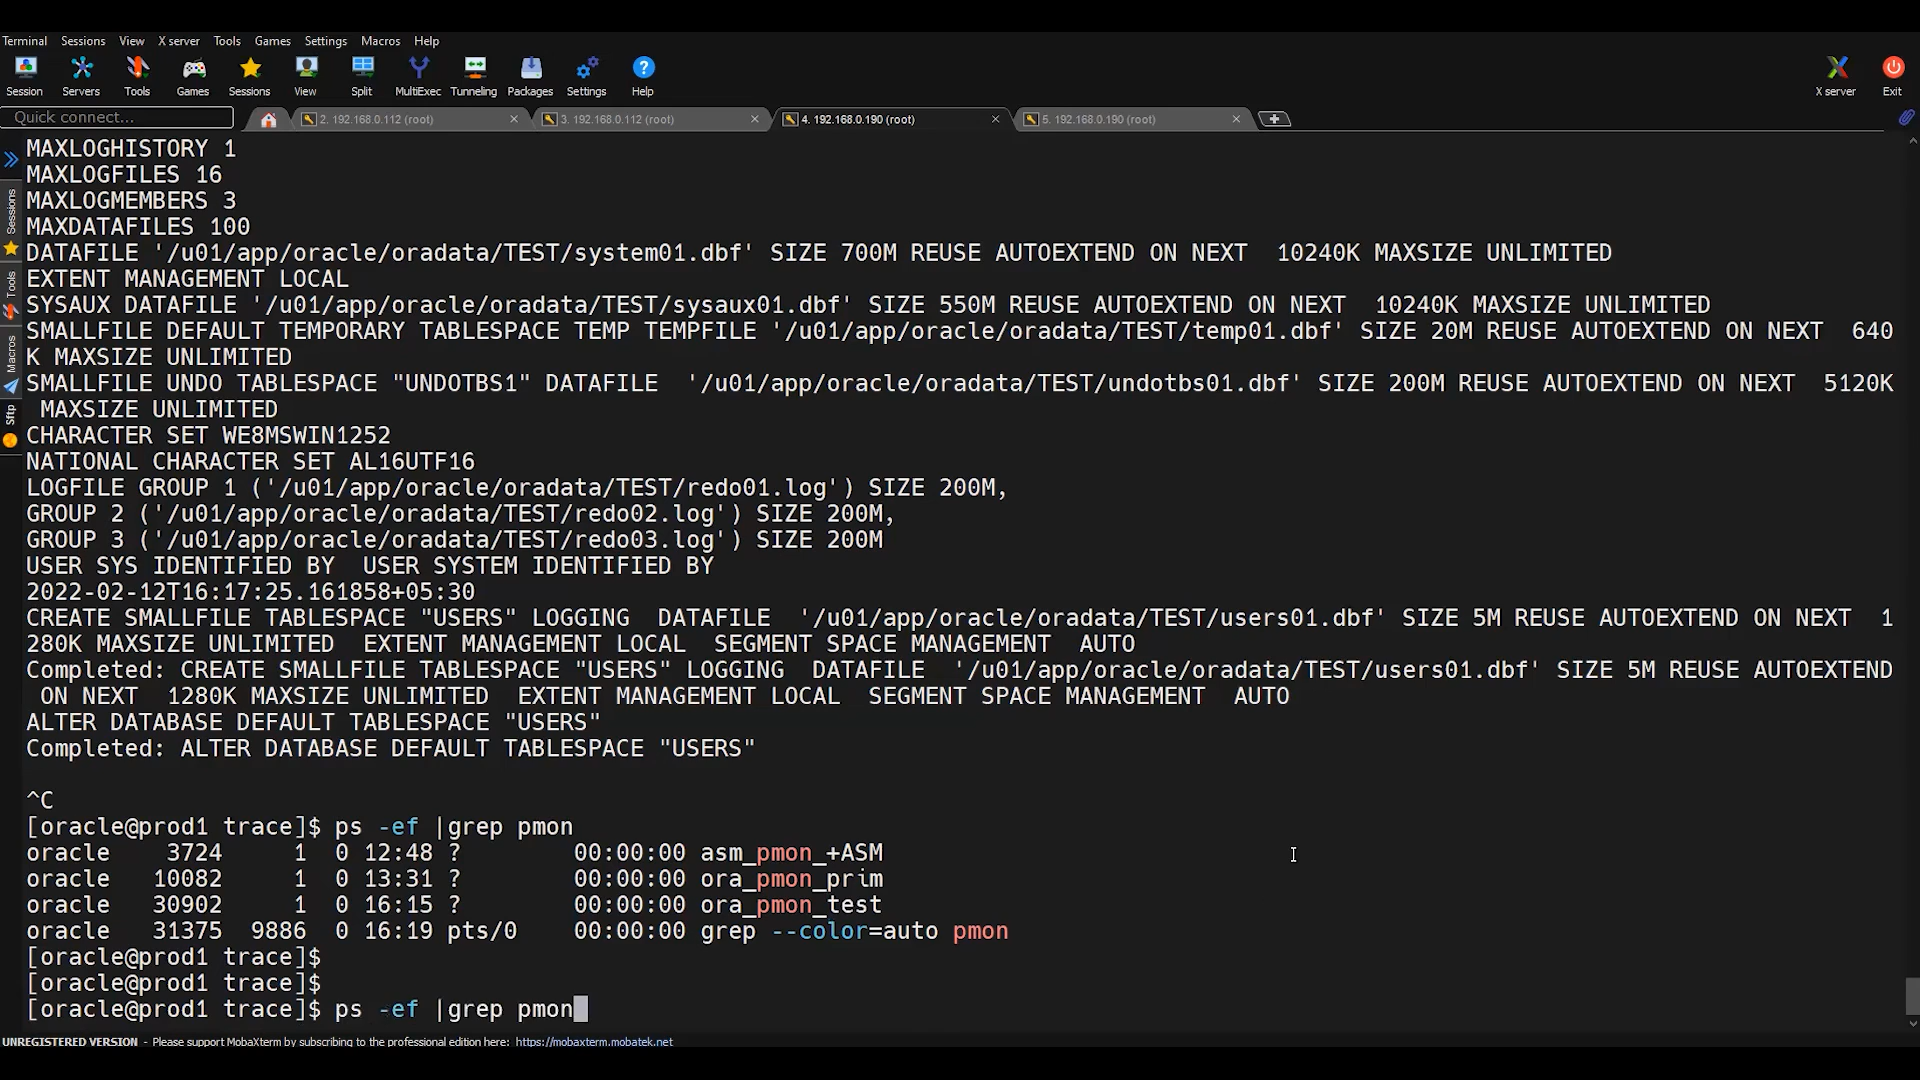 Terminal Sessions View X server Tools Games Settings Macros Help
Session Servers Tools Games Sessions View Split MultiExec Tunneling Packages Settings Help X server Exit
Quick connect... 2. 192.168.0.112 (root) 3. 192.168.0.112 (root) 4. 192.168.0.190 (root) 5. 192.168.0.190 (root)
Sessions
Tools
Macros
Sftp
MAXLOGHISTORY 1
MAXLOGFILES 16
MAXLOGMEMBERS 3
MAXDATAFILES 100
DATAFILE '/u01/app/oracle/oradata/TEST/system01.dbf' SIZE 700M REUSE AUTOEXTEND ON NEXT  10240K MAXSIZE UNLIMITED
EXTENT MANAGEMENT LOCAL
SYSAUX DATAFILE '/u01/app/oracle/oradata/TEST/sysaux01.dbf' SIZE 550M REUSE AUTOEXTEND ON NEXT  10240K MAXSIZE UNLIMITED
SMALLFILE DEFAULT TEMPORARY TABLESPACE TEMP TEMPFILE '/u01/app/oracle/oradata/TEST/temp01.dbf' SIZE 20M REUSE AUTOEXTEND ON NEXT  640
K MAXSIZE UNLIMITED
SMALLFILE UNDO TABLESPACE "UNDOTBS1" DATAFILE  '/u01/app/oracle/oradata/TEST/undotbs01.dbf' SIZE 200M REUSE AUTOEXTEND ON NEXT  5120K
 MAXSIZE UNLIMITED
CHARACTER SET WE8MSWIN1252
NATIONAL CHARACTER SET AL16UTF16
LOGFILE GROUP 1 ('/u01/app/oracle/oradata/TEST/redo01.log') SIZE 200M,
GROUP 2 ('/u01/app/oracle/oradata/TEST/redo02.log') SIZE 200M,
GROUP 3 ('/u01/app/oracle/oradata/TEST/redo03.log') SIZE 200M
USER SYS IDENTIFIED BY  USER SYSTEM IDENTIFIED BY
2022-02-12T16:17:25.161858+05:30
CREATE SMALLFILE TABLESPACE "USERS" LOGGING  DATAFILE  '/u01/app/oracle/oradata/TEST/users01.dbf' SIZE 5M REUSE AUTOEXTEND ON NEXT  1
280K MAXSIZE UNLIMITED  EXTENT MANAGEMENT LOCAL  SEGMENT SPACE MANAGEMENT  AUTO
Completed: CREATE SMALLFILE TABLESPACE "USERS" LOGGING  DATAFILE  '/u01/app/oracle/oradata/TEST/users01.dbf' SIZE 5M REUSE AUTOEXTEND
 ON NEXT  1280K MAXSIZE UNLIMITED  EXTENT MANAGEMENT LOCAL  SEGMENT SPACE MANAGEMENT  AUTO
ALTER DATABASE DEFAULT TABLESPACE "USERS"
Completed: ALTER DATABASE DEFAULT TABLESPACE "USERS"
^C
[oracle@prod1 trace]$ ps -ef |grep pmon
oracle    3724     1  0 12:48 ?        00:00:00 asm_pmon_+ASM
oracle   10082     1  0 13:31 ?        00:00:00 ora_pmon_prim
oracle   30902     1  0 16:15 ?        00:00:00 ora_pmon_test
oracle   31375  9886  0 16:19 pts/0    00:00:00 grep --color=auto pmon
[oracle@prod1 trace]$
[oracle@prod1 trace]$
[oracle@prod1 trace]$ ps -ef |grep pmon
UNREGISTERED VERSION - Please support MobaXterm by subscribing to the professional edition here: https://mobaxterm.mobatek.net